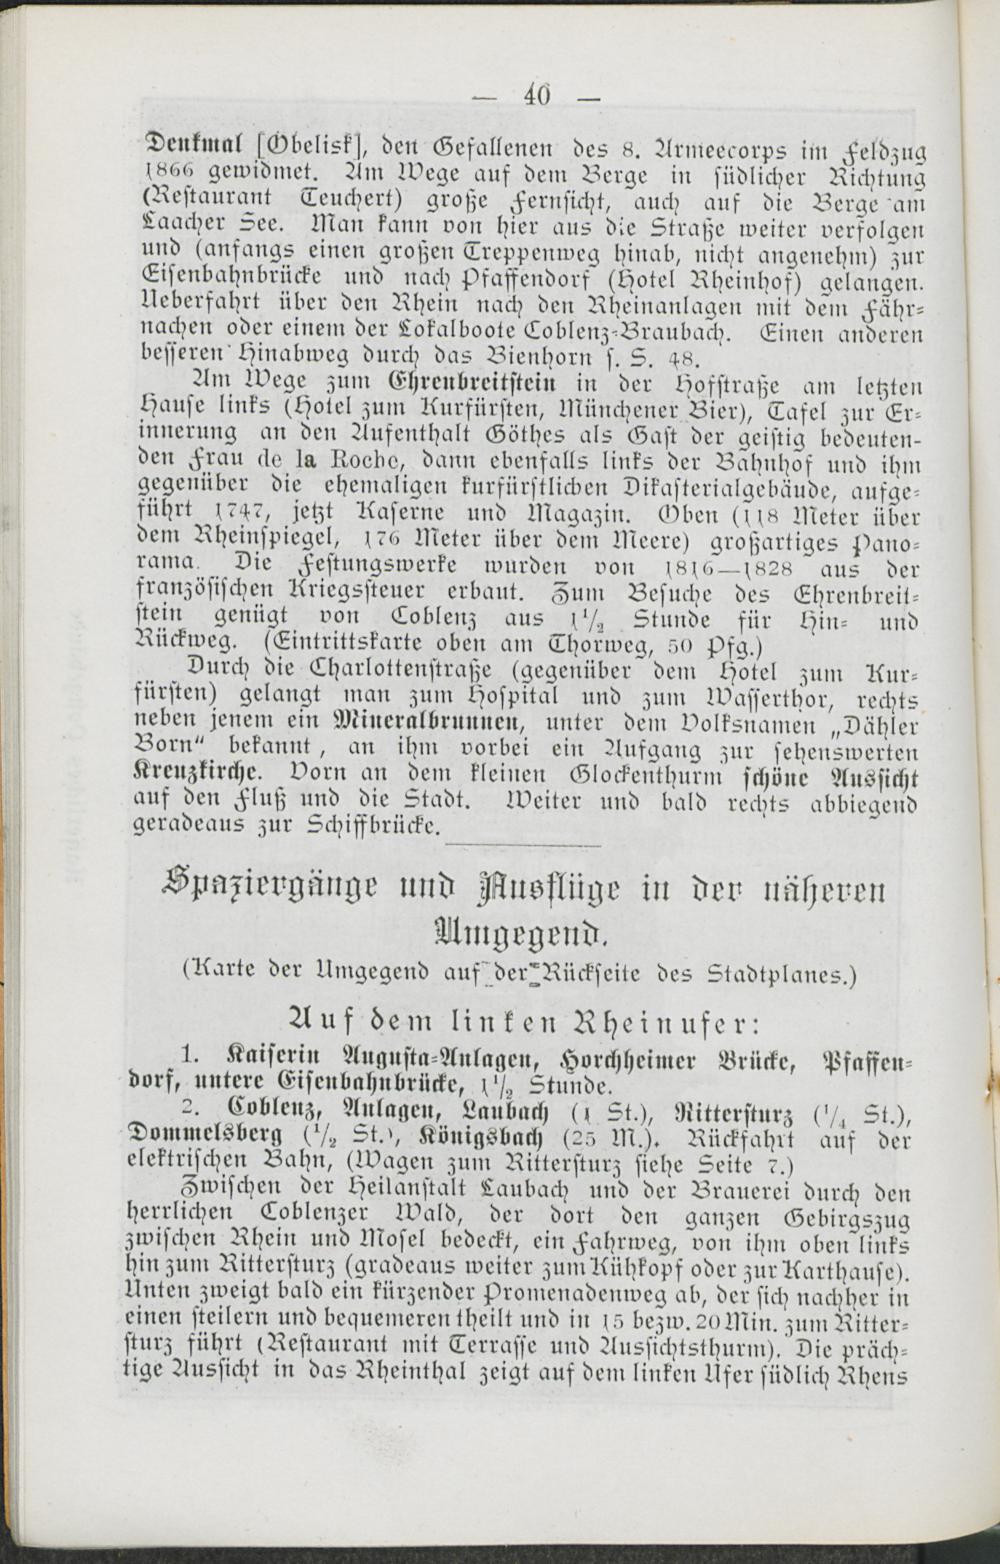 — 40 —
Denkmal [Obelisk], den Gefallenen des 8. Armeecorps im Feldzug
1866 gewidmet. Am Wege auf dem Berge in südlicher Richtung
(Restaurant Teuchert) große Fernsicht, auch auf die Berge am
Laacher See. Man kann von hier aus die Straße weiter verfolgen
und (anfangs einen großen Treppenweg hinab, nicht angenehm) zur
Eisenbahnbrücke und nach Pfaffendorf (Hotel Rheinhof) gelangen.
Ueberfahrt über den Rhein nach den Rheinanlagen mit dem Fähr-
nachen oder einem der Lokalboote Coblenz-Braubach. Einen anderen
besseren Hinabweg durch das Bienhorn s. S. 48.
Am Wege zum Ehrenbreitstein in der Hofstraße am letzten
Hause links (Hotel zum Kurfürsten, Münchener Bier), Tafel zur Er-
innerung an den Aufenthalt Göthes als Gast der geistig bedeuten-
den Frau de la Roche, dann ebenfalls links der Bahnhof und ihm
gegenüber die ehemaligen kurfürstlichen Dikasterialgebäude, aufge-
führt 1747, jetzt Kaserne und Magazin. Oben (118 Meter über
dem Rheinspiegel, 176 Meter über dem Meere) großartiges Pano-
rama. Die Festungswerke wurden von 1816—1828 aus der
französischen Kriegssteuer erbaut. Zum Besuche des Ehrenbreit-
stein genügt von Coblenz aus 1½ Stunde für Hin- und
Rückweg. (Eintrittskarte oben am Thorweg, 50 Pfg.)
Durch die Charlottenstraße (gegenüber dem Hotel zum Kur-
fürsten) gelangt man zum Hospital und zum Wasserthor, rechts
neben jenem ein Mineralbrunnen, unter dem Volksnamen „Dähler
Born“ bekannt, an ihm vorbei ein Aufgang zur sehenswerten
Kreuzkirche. Vorn an dem kleinen Glockenthurm schöne Aussicht
auf den Fluß und die Stadt. Weiter und bald rechts abbiegend
geradeaus zur Schiffbrücke.
Spaziergänge und Ausflüge in der näheren
Umgegend.
(Karte der Umgegend auf der Rückseite des Stadtplanes.)
Auf dem linken Rheinufer:
1. Kaiserin Augusta-Anlagen, Horchheimer Brücke, Pfaffen-
dorf, untere Eisenbahnbrücke, 1½ Stunde.
2. Coblenz, Anlagen, Laubach (1 St.), Rittersturz (¼ St.),
Dommelsberg (½ St.), Königsbach (25 M.). Rückfahrt auf der
elektrischen Bahn, (Wagen zum Rittersturz siehe Seite 7.)
Zwischen der Heilanstalt Laubach und der Brauerei durch den
herrlichen Coblenzer Wald, der dort den ganzen Gebirgszug
zwischen Rhein und Mosel bedeckt, ein Fahrweg, von ihm oben links
hin zum Rittersturz (gradeaus weiter zum Kühkopf oder zur Karthause).
Unten zweigt bald ein kürzender Promenadenweg ab, der sich nachher in
einen steilern und bequemeren theilt und in 15 bezw. 20 Min. zum Ritter-
sturz führt (Restaurant mit Terrasse und Aussichtsthurm). Die präch-
tige Aussicht in das Rheinthal zeigt auf dem linken Ufer südlich Rhens